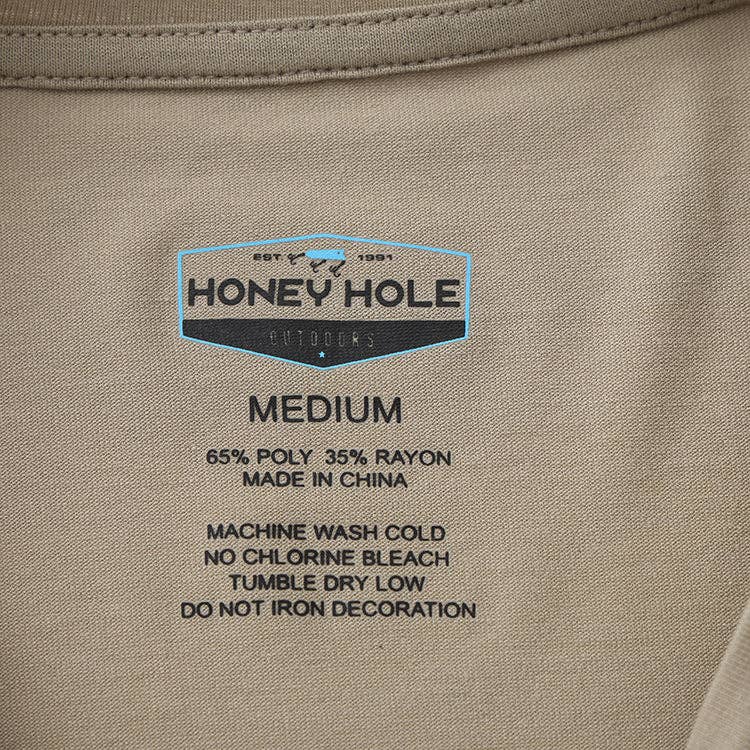 EST. 1991
HONEY HOLE
OUTDOORS
MEDIUM
65% POLY 35% RAYON
MADE IN CHINA
MACHINE WASH COLD
NO CHLORINE BLEACH
TUMBLE DRY LOW
DO NOT IRON DECORATION